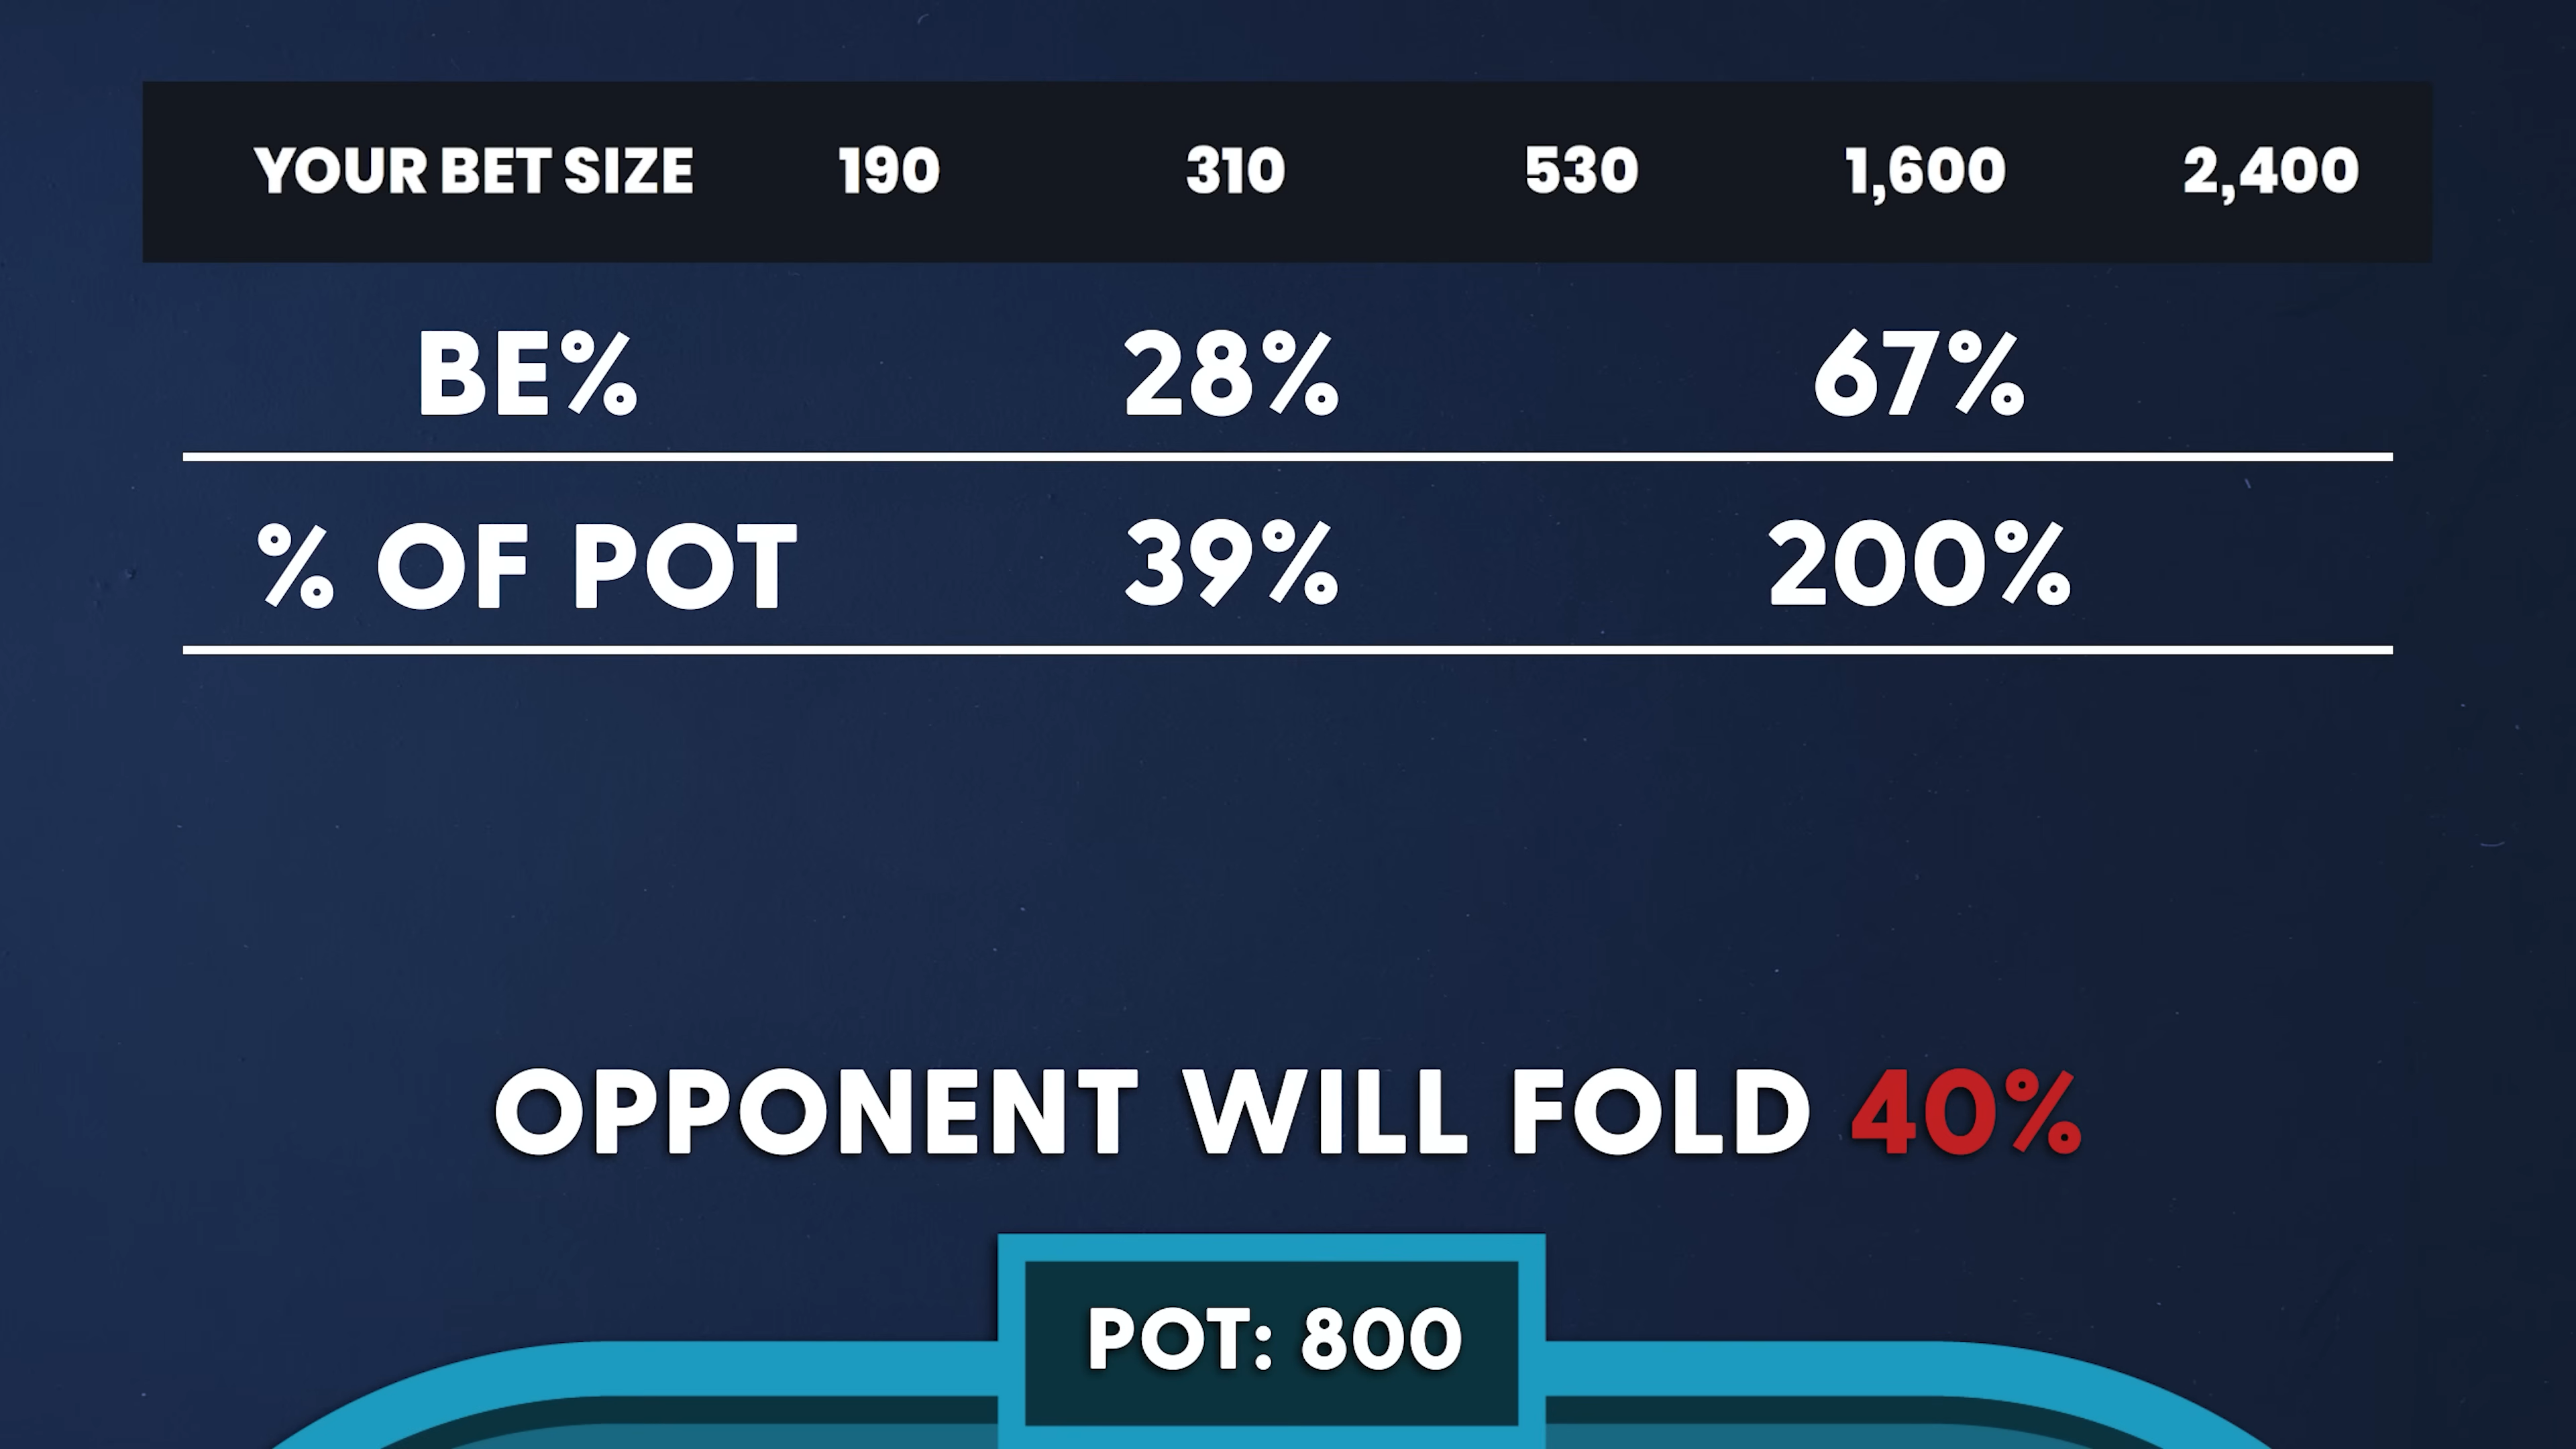 YOUR BET SIZE 190 310 530 1,600 2,400
BE% 28% 67%
% OF POT 39% 200%
OPPONENT WILL FOLD 40%
POT: 800